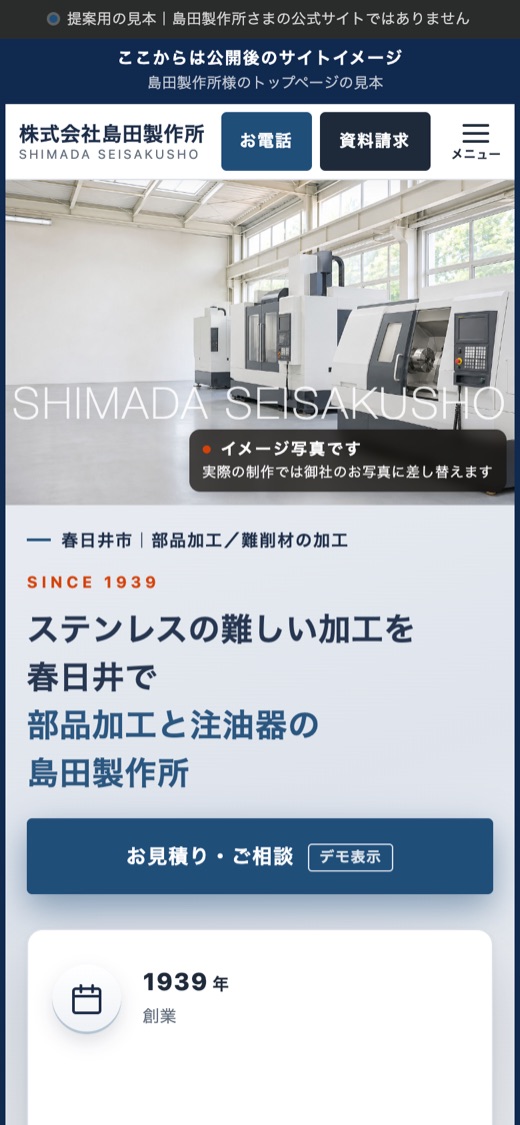 提案用の見本｜島田製作所さまの公式サイトではありません
ここからは公開後のサイトイメージ
島田製作所様のトップページの見本
株式会社島田製作所
SHIMADA SEISAKUSHO
お電話
資料請求
メニュー
SHIMADA SEISAKUSHO
イメージ写真です
実際の制作では御社のお写真に差し替えます
春日井市｜部品加工／難削材の加工
SINCE 1939
ステンレスの難しい加工を
春日井で
部品加工と注油器の
島田製作所
お見積り・ご相談 デモ表示
1939 年
創業